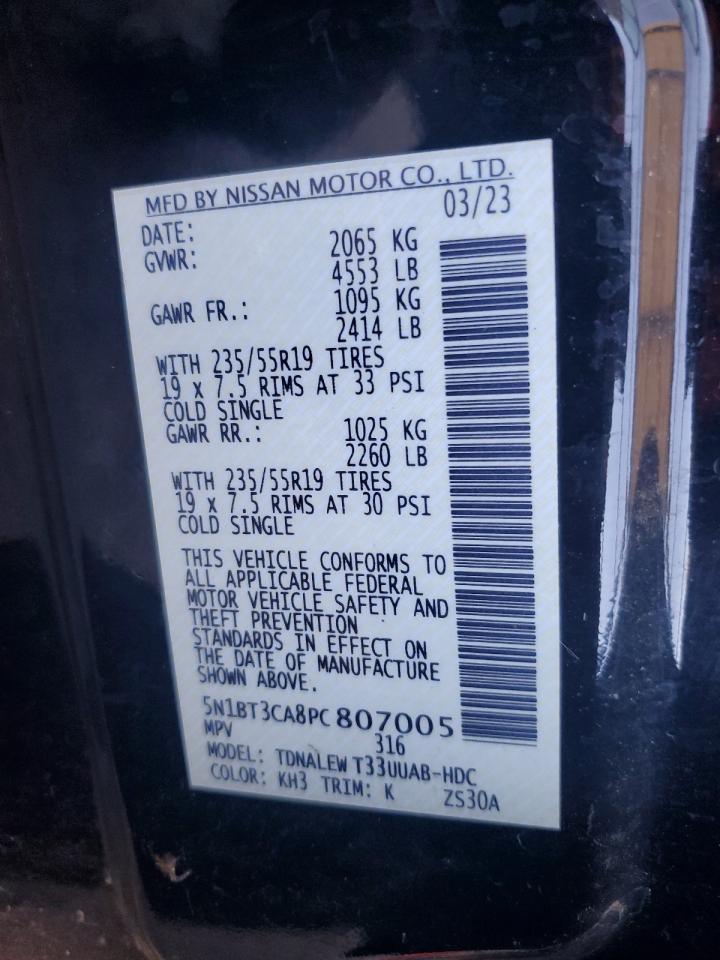 MFD BY NISSAN MOTOR CO., LTD.
DATE: 03/23
GVWR: 2065 KG
4553 LB
GAWR FR.: 1095 KG
2414 LB
WITH 235/55R19 TIRES
19 x 7.5 RIMS AT 33 PSI
COLD SINGLE
GAWR RR.: 1025 KG
2260 LB
WITH 235/55R19 TIRES
19 x 7.5 RIMS AT 30 PSI
COLD SINGLE
THIS VEHICLE CONFORMS TO
ALL APPLICABLE FEDERAL
MOTOR VEHICLE SAFETY AND
THEFT PREVENTION
STANDARDS IN EFFECT ON
THE DATE OF MANUFACTURE
SHOWN ABOVE.
5N1BT3CA8PC807005
MPV 316
MODEL: TDNALEW T33UUAB-HDC
COLOR: KH3 TRIM: K ZS30A